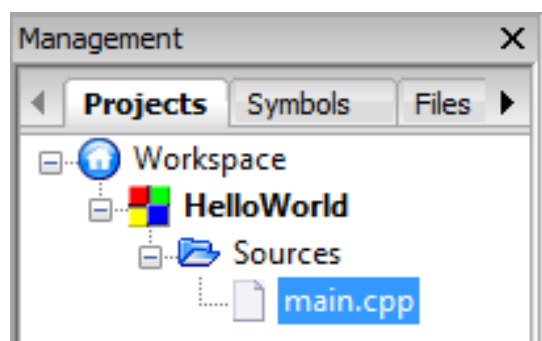 Management
Projects Symbols Files
Workspace
HelloWorld
Sources
main.cpp